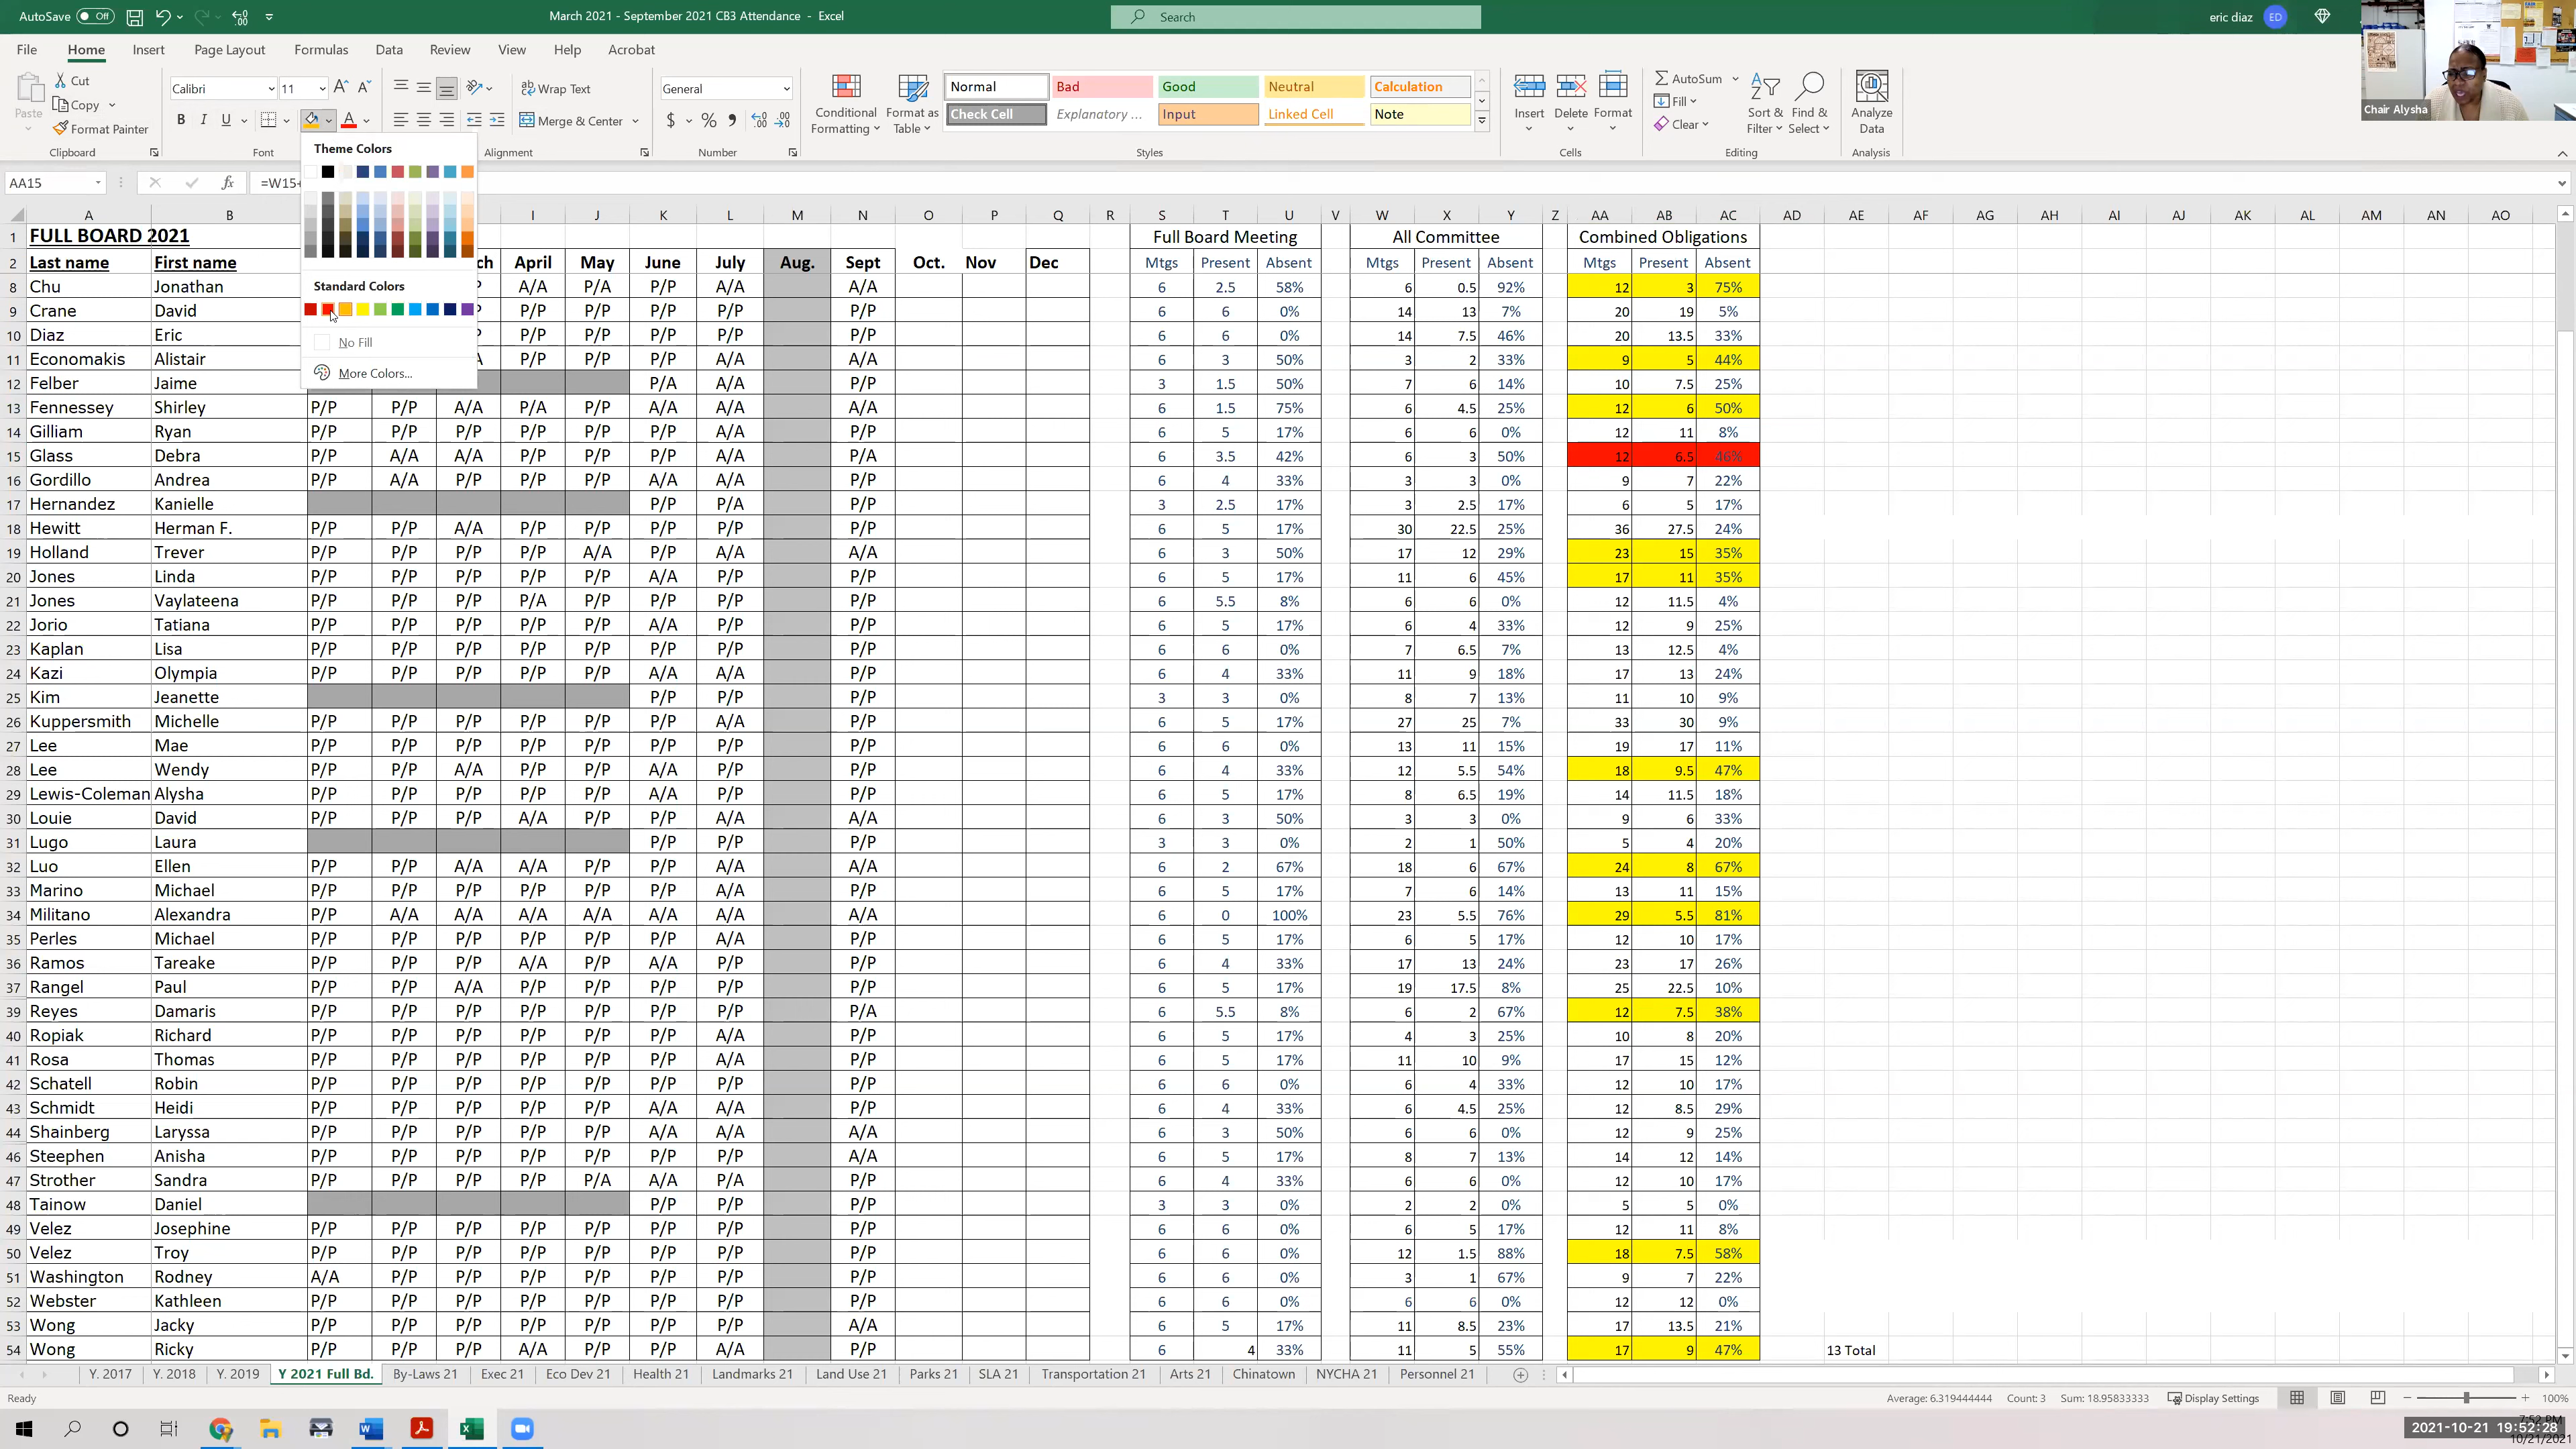 AutoSave Off March 2021 - September 2021 CB3 Attendance - Excel Search eric diaz ED
File Home Insert Page Layout Formulas Data Review View Help Acrobat
Paste Cut Copy Format Painter Calibri 11 B I U Wrap Text Merge & Center General $ % Conditional Formatting Format as Table Normal Bad Good Neutral Calculation Check Cell Explanatory ... Input Linked Cell Note Insert Delete Format AutoSum Fill Clear Sort & Filter Find & Select Analyze Data Chair Alysha
Clipboard Font Alignment Number Styles Cells Editing Analysis
Theme Colors
Standard Colors
No Fill
More Colors...
AA15 fx =W15+
A B I J K L M N O P Q R S T U V W X Y Z AA AB AC AD AE AF AG AH AI AJ AK AL AM AN AO
1 FULL BOARD 2021 Full Board Meeting All Committee Combined Obligations
2 Last name First name ch April May June July Aug. Sept Oct. Nov Dec Mtgs Present Absent Mtgs Present Absent Mtgs Present Absent
8 Chu Jonathan A/A P/A P/P A/A A/A 6 2.5 58% 6 0.5 92% 12 3 75%
9 Crane David P/P P/P P/P P/P P/P 6 6 0% 14 13 7% 20 19 5%
10 Diaz Eric P/P P/P P/P P/P P/P 6 6 0% 14 7.5 46% 20 13.5 33%
11 Economakis Alistair A P/P P/P P/P A/A A/A 6 3 50% 3 2 33% 9 5 44%
12 Felber Jaime P/A A/A P/P 3 1.5 50% 7 6 14% 10 7.5 25%
13 Fennessey Shirley P/P P/P A/A P/A P/P A/A A/A A/A 6 1.5 75% 6 4.5 25% 12 6 50%
14 Gilliam Ryan P/P P/P P/P P/P P/P P/P A/A P/P 6 5 17% 6 6 0% 12 11 8%
15 Glass Debra P/P A/A A/A P/P P/P P/P A/A P/A 6 3.5 42% 6 3 50% 12 6.5 46%
16 Gordillo Andrea P/P A/A P/P P/P P/P A/A A/A P/P 6 4 33% 3 3 0% 9 7 22%
17 Hernandez Kanielle P/P P/A P/P 3 2.5 17% 3 2.5 17% 6 5 17%
18 Hewitt Herman F. P/P P/P A/A P/P P/P P/P P/P P/P 6 5 17% 30 22.5 25% 36 27.5 24%
19 Holland Trever P/P P/P P/P P/P A/A P/P A/A A/A 6 3 50% 17 12 29% 23 15 35%
20 Jones Linda P/P P/P P/P P/P P/P A/A P/P P/P 6 5 17% 11 6 45% 17 11 35%
21 Jones Vaylateena P/P P/P P/P P/A P/P P/P P/P P/P 6 5.5 8% 6 6 0% 12 11.5 4%
22 Jorio Tatiana P/P P/P P/P P/P P/P A/A P/P P/P 6 5 17% 6 4 33% 12 9 25%
23 Kaplan Lisa P/P P/P P/P P/P P/P P/P P/P P/P 6 6 0% 7 6.5 7% 13 12.5 4%
24 Kazi Olympia P/P P/P P/P P/P P/P A/A A/A P/P 6 4 33% 11 9 18% 17 13 24%
25 Kim Jeanette P/P P/P P/P 3 3 0% 8 7 13% 11 10 9%
26 Kuppersmith Michelle P/P P/P P/P P/P P/P P/P A/A P/P 6 5 17% 27 25 7% 33 30 9%
27 Lee Mae P/P P/P P/P P/P P/P P/P P/P P/P 6 6 0% 13 11 15% 19 17 11%
28 Lee Wendy P/P P/P A/A P/P P/P A/A P/P P/P 6 4 33% 12 5.5 54% 18 9.5 47%
29 Lewis-Coleman Alysha P/P P/P P/P P/P P/P A/A P/P P/P 6 5 17% 8 6.5 19% 14 11.5 18%
30 Louie David P/P P/P P/P A/A P/P P/P A/A A/A 6 3 50% 3 3 0% 9 6 33%
31 Lugo Laura P/P P/P P/P 3 3 0% 2 1 50% 5 4 20%
32 Luo Ellen P/P P/P A/A A/A P/P P/P A/A A/A 6 2 67% 18 6 67% 24 8 67%
33 Marino Michael P/P P/P P/P P/P P/P P/P A/A P/P 6 5 17% 7 6 14% 13 11 15%
34 Militano Alexandra P/P A/A A/A A/A A/A A/A A/A A/A 6 0 100% 23 5.5 76% 29 5.5 81%
35 Perles Michael P/P P/P P/P P/P P/P P/P A/A P/P 6 5 17% 6 5 17% 12 10 17%
36 Ramos Tareake P/P P/P P/P A/A P/P A/A P/P P/P 6 4 33% 17 13 24% 23 17 26%
37 Rangel Paul P/P P/P A/A P/P P/P P/P P/P P/P 6 5 17% 19 17.5 8% 25 22.5 10%
39 Reyes Damaris P/P P/P P/P P/P P/P P/P P/P P/A 6 5.5 8% 6 2 67% 12 7.5 38%
40 Ropiak Richard P/P P/P P/P P/P P/P P/P A/A P/P 6 5 17% 4 3 25% 10 8 20%
41 Rosa Thomas P/P P/P P/P P/P P/P P/P A/A P/P 6 5 17% 11 10 9% 17 15 12%
42 Schatell Robin P/P P/P P/P P/P P/P P/P P/P P/P 6 6 0% 6 4 33% 12 10 17%
43 Schmidt Heidi P/P P/P P/P P/P P/P A/A A/A P/P 6 4 33% 6 4.5 25% 12 8.5 29%
44 Shainberg Laryssa P/P P/P P/P P/P P/P A/A A/A A/A 6 3 50% 6 6 0% 12 9 25%
46 Steephen Anisha P/P P/P P/P P/P P/P P/P P/P A/A 6 5 17% 8 7 13% 14 12 14%
47 Strother Sandra P/P P/P P/P P/P P/A P/A A/A P/P 6 4 33% 6 6 0% 12 10 17%
48 Tainow Daniel P/P P/P P/P 3 3 0% 2 2 0% 5 5 0%
49 Velez Josephine P/P P/P P/P P/P P/P P/P P/P P/P 6 6 0% 6 5 17% 12 11 8%
50 Velez Troy P/P P/P P/P P/P P/P P/P P/P P/P 6 6 0% 12 1.5 88% 18 7.5 58%
51 Washington Rodney A/A P/P P/P P/P P/P P/P P/P P/P 6 6 0% 3 1 67% 9 7 22%
52 Webster Kathleen P/P P/P P/P P/P P/P P/P P/P P/P 6 6 0% 6 6 0% 12 12 0%
53 Wong Jacky P/P P/P P/P P/P P/P P/P P/P A/A 6 5 17% 11 8.5 23% 17 13.5 21%
54 Wong Ricky P/P P/P P/P A/A P/P P/P A/A P/P 6 4 33% 11 5 55% 17 9 47% 13 Total
Y. 2017 Y. 2018 Y. 2019 Y 2021 Full Bd. By-Laws 21 Exec 21 Eco Dev 21 Health 21 Landmarks 21 Land Use 21 Parks 21 SLA 21 Transportation 21 Arts 21 Chinatown NYCHA 21 Personnel 21
Ready Average: 6.319444444 Count: 3 Sum: 18.95833333 Display Settings 100%
7:52 PM
2021-10-21 19:52:28
10/21/2021